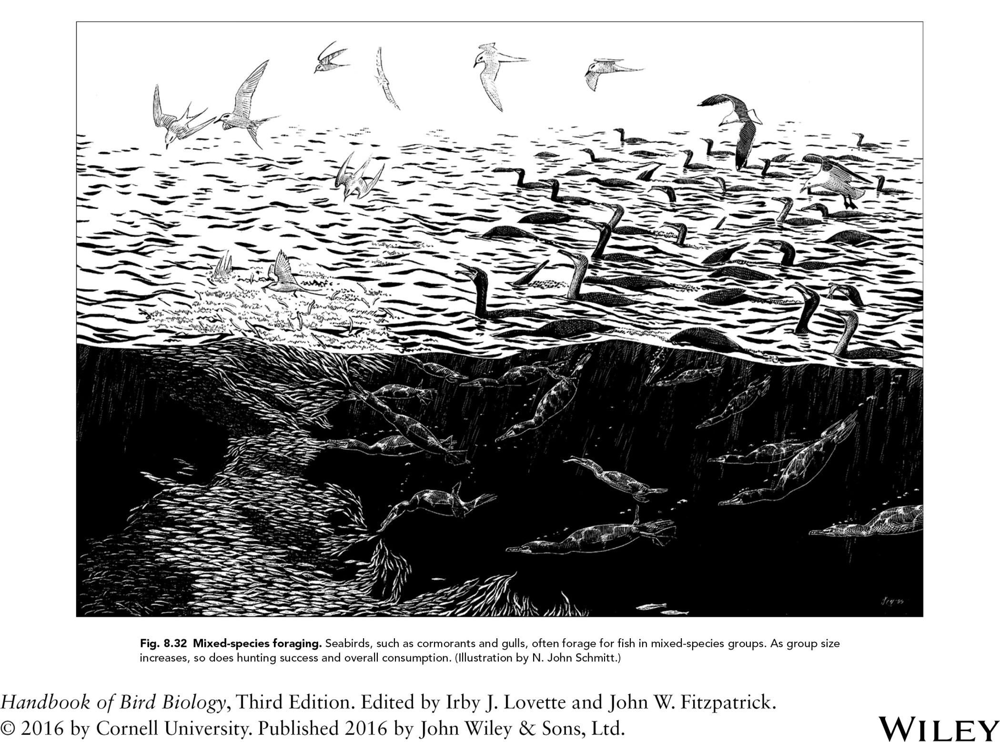 Fig. 8.32 Mixed-species foraging. Seabirds, such as cormorants and gulls, often forage for fish in mixed-species groups. As group size
increases, so does hunting success and overall consumption. (Illustration by N. John Schmitt.)
Handbook of Bird Biology, Third Edition. Edited by Irby J. Lovette and John W. Fitzpatrick.
© 2016 by Cornell University. Published 2016 by John Wiley & Sons, Ltd.
WILEY